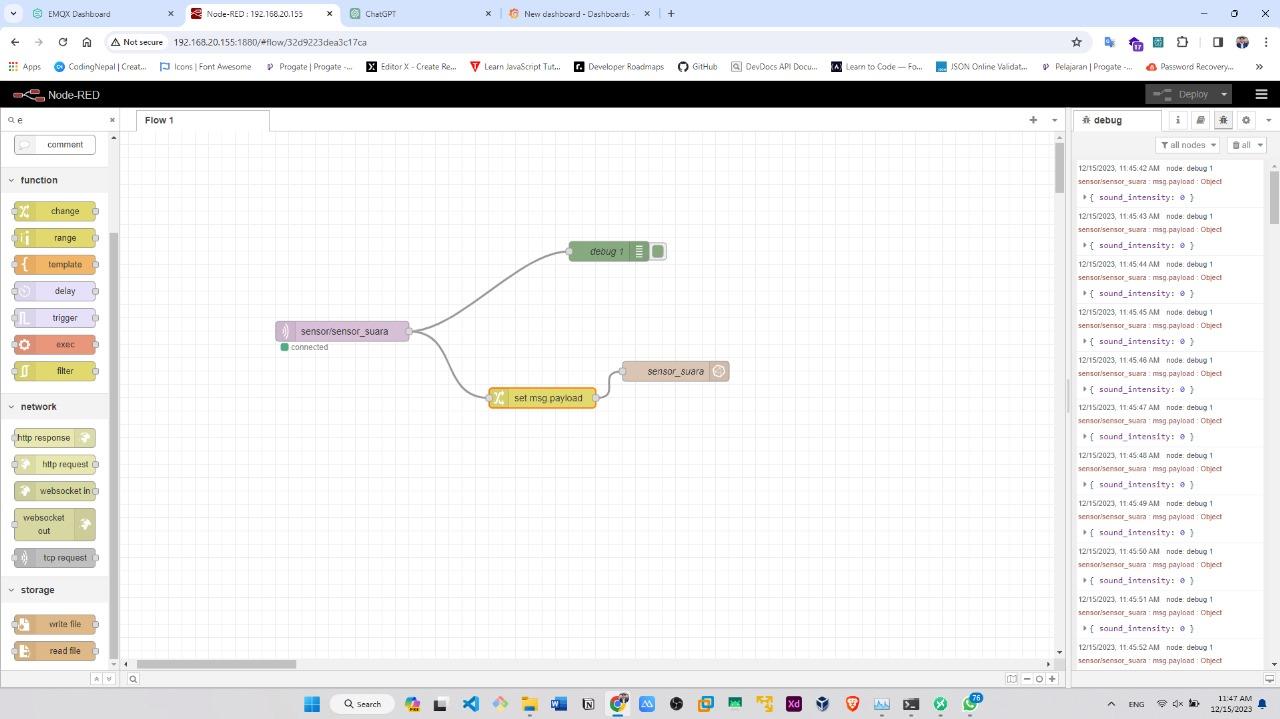 EMQX Dashboard
Node-RED : 192.168.20.155
ChatGPT
New dashboard - Dashboards -
Not secure
192.168.20.155:1880/#flow/32d9223dea3c17ca
17
Apps
CodingNepal | Creat...
Icons | Font Awesome
Progate | Progate -...
Editor X - Create Re...
Learn JavaScript Tut...
Developer Roadmaps
GitHub
DevDocs API Docu...
Learn to Code — Fo...
JSON Online Validat...
Pelajaran | Progate -...
Password Recovery...
Node-RED
Deploy
e
Flow 1
debug
all nodes
all
comment
function
change
range
template
delay
trigger
exec
filter
network
http response
http request
websocket in
websocket
out
tcp request
storage
write file
read file
debug 1
sensor/sensor_suara
connected
sensor_suara
set msg.payload
12/15/2023, 11:45:42 AM node: debug 1
sensor/sensor_suara : msg.payload : Object
{ sound_intensity: 0 }
12/15/2023, 11:45:43 AM node: debug 1
sensor/sensor_suara : msg.payload : Object
{ sound_intensity: 0 }
12/15/2023, 11:45:44 AM node: debug 1
sensor/sensor_suara : msg.payload : Object
{ sound_intensity: 0 }
12/15/2023, 11:45:45 AM node: debug 1
sensor/sensor_suara : msg.payload : Object
{ sound_intensity: 0 }
12/15/2023, 11:45:46 AM node: debug 1
sensor/sensor_suara : msg.payload : Object
{ sound_intensity: 0 }
12/15/2023, 11:45:47 AM node: debug 1
sensor/sensor_suara : msg.payload : Object
{ sound_intensity: 0 }
12/15/2023, 11:45:48 AM node: debug 1
sensor/sensor_suara : msg.payload : Object
{ sound_intensity: 0 }
12/15/2023, 11:45:49 AM node: debug 1
sensor/sensor_suara : msg.payload : Object
{ sound_intensity: 0 }
12/15/2023, 11:45:50 AM node: debug 1
sensor/sensor_suara : msg.payload : Object
{ sound_intensity: 0 }
12/15/2023, 11:45:51 AM node: debug 1
sensor/sensor_suara : msg.payload : Object
{ sound_intensity: 0 }
12/15/2023, 11:45:52 AM node: debug 1
sensor/sensor_suara : msg.payload : Object
Search
Xd
76
ENG
11:47 AM
12/15/2023